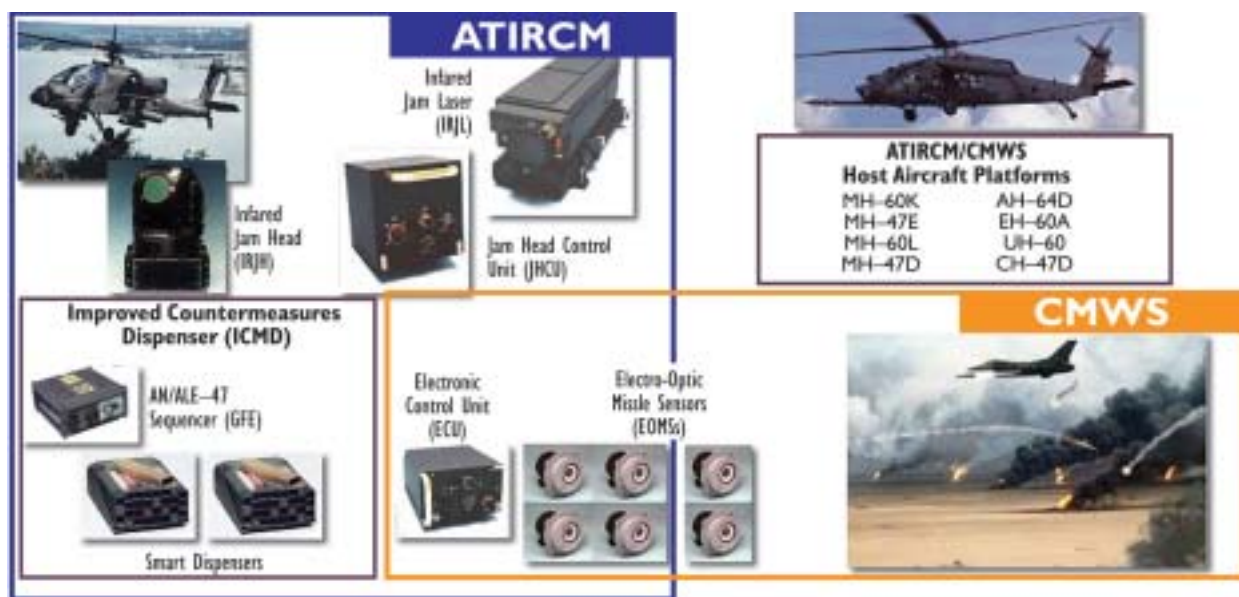 ATIRCM
Infared
Jam Laser
(IRJL)
Infared
Jam Head
(IRJH)
Jam Head Control
Unit (JHCU)
ATIRCM/CMWS
Host Aircraft Platforms
MH–60K AH–64D
MH–47E EH–60A
MH–60L UH–60
MH–47D CH–47D
Improved Countermeasures
Dispenser (ICMD)
AN/ALE–47
Sequencer (GFE)
Smart Dispensers
CMWS
Electronic
Control Unit
(ECU)
Electro-Optic
Missle Sensors
(EOMSs)